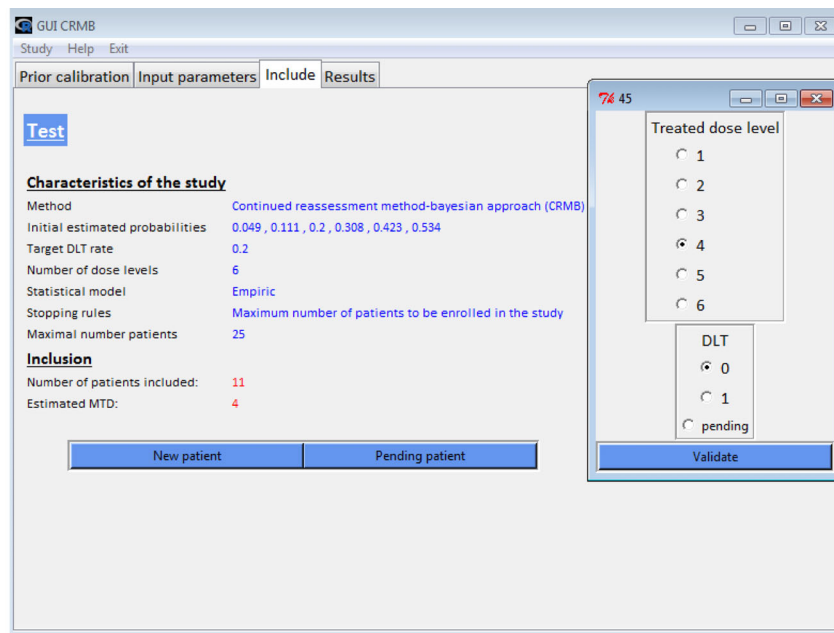 GUI CRMB
Study Help Exit
Prior calibration Input parameters Include Results
Test
Characteristics of the study
Method Continued reassessment method-bayesian approach (CRMB)
Initial estimated probabilities 0.049 , 0.111 , 0.2 , 0.308 , 0.423 , 0.534
Target DLT rate 0.2
Number of dose levels 6
Statistical model Empiric
Stopping rules Maximum number of patients to be enrolled in the study
Maximal number patients 25
Inclusion
Number of patients included: 11
Estimated MTD: 4
New patient Pending patient
45
Treated dose level
1
2
3
4
5
6
DLT
0
1
pending
Validate